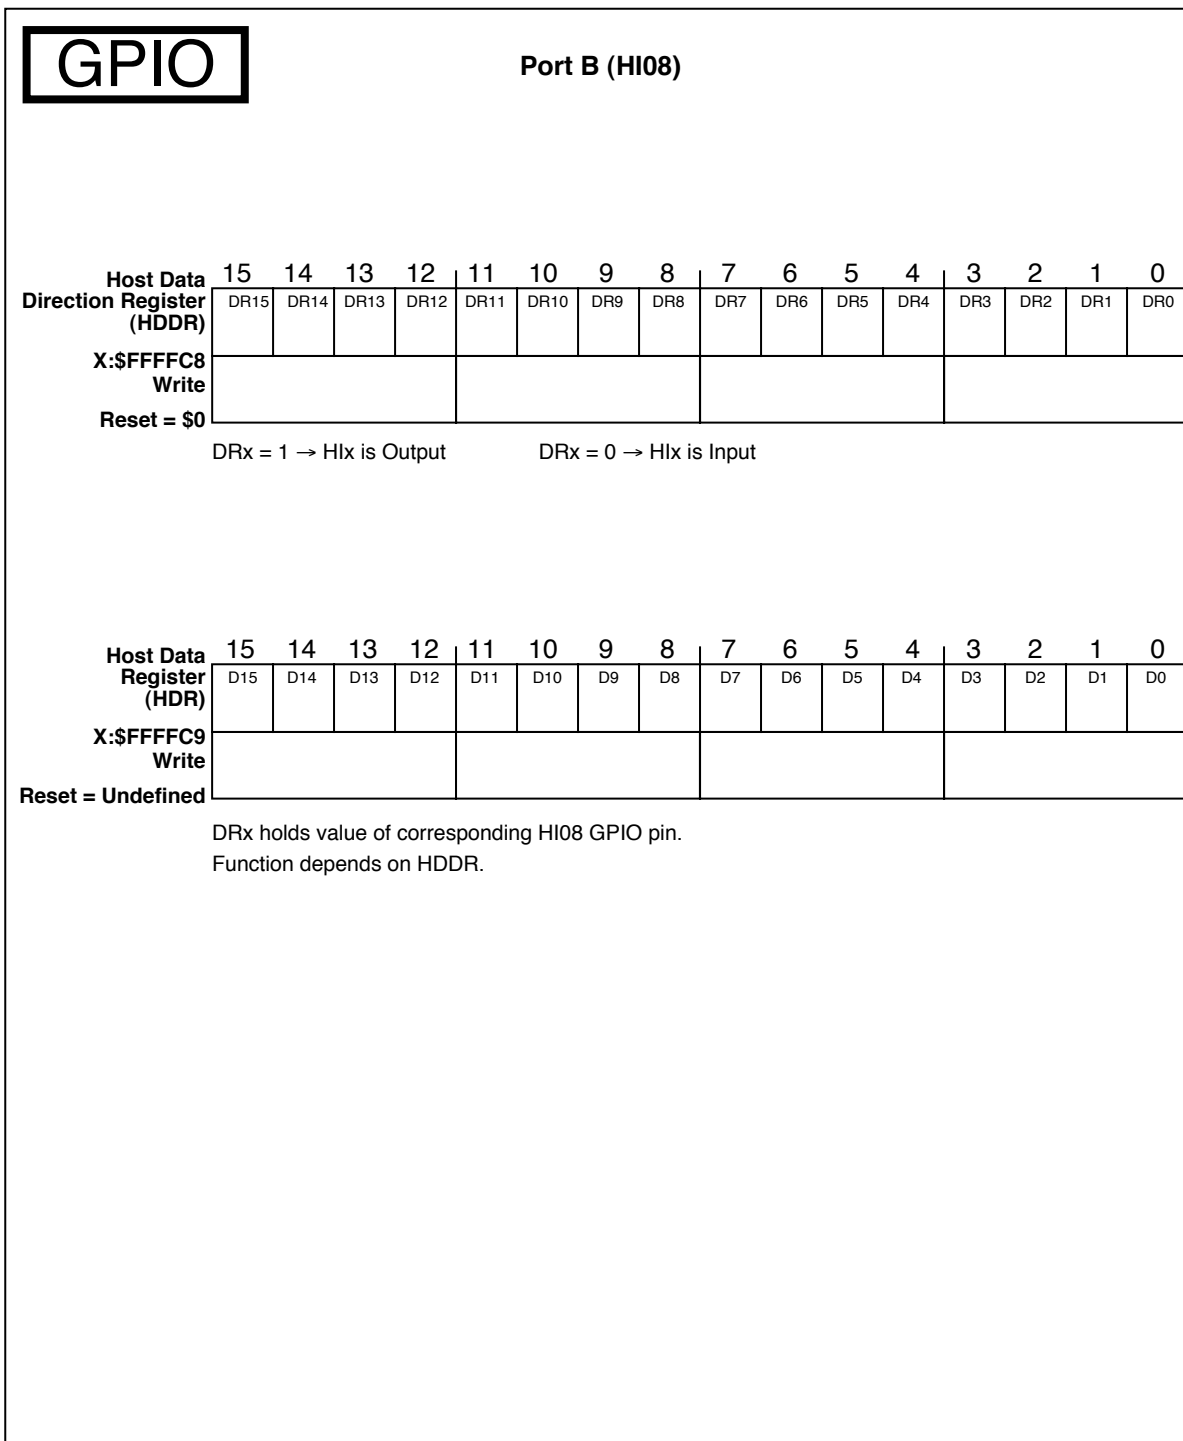 GPIO
Port B (HI08)
Host Data 15 14 13 12 11 10 9 8 7 6 5 4 3 2 1 0
Direction Register DR15 DR14 DR13 DR12 DR11 DR10 DR9 DR8 DR7 DR6 DR5 DR4 DR3 DR2 DR1 DR0
(HDDR)
X:$FFFFC8
Write
Reset = $0
DRx = 1 → HIx is Output DRx = 0 → HIx is Input
Host Data 15 14 13 12 11 10 9 8 7 6 5 4 3 2 1 0
Register D15 D14 D13 D12 D11 D10 D9 D8 D7 D6 D5 D4 D3 D2 D1 D0
(HDR)
X:$FFFFC9
Write
Reset = Undefined
DRx holds value of corresponding HI08 GPIO pin.
Function depends on HDDR.